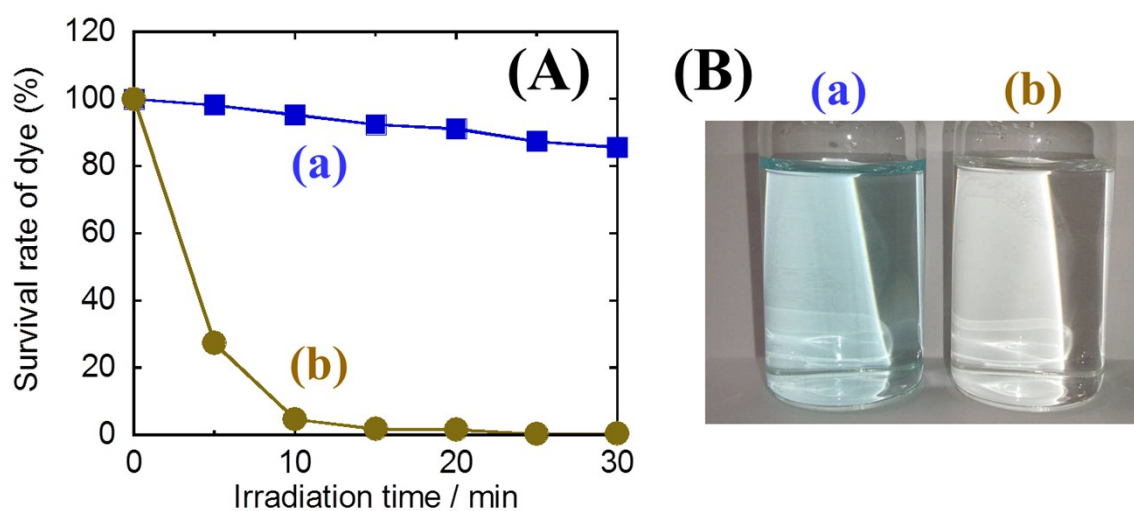 (A)
120
100
80
60
40
20
0
Survival rate of dye (%)
(a)
(b)
0
10
20
30
Irradiation time / min
(B)
(a)
(b)